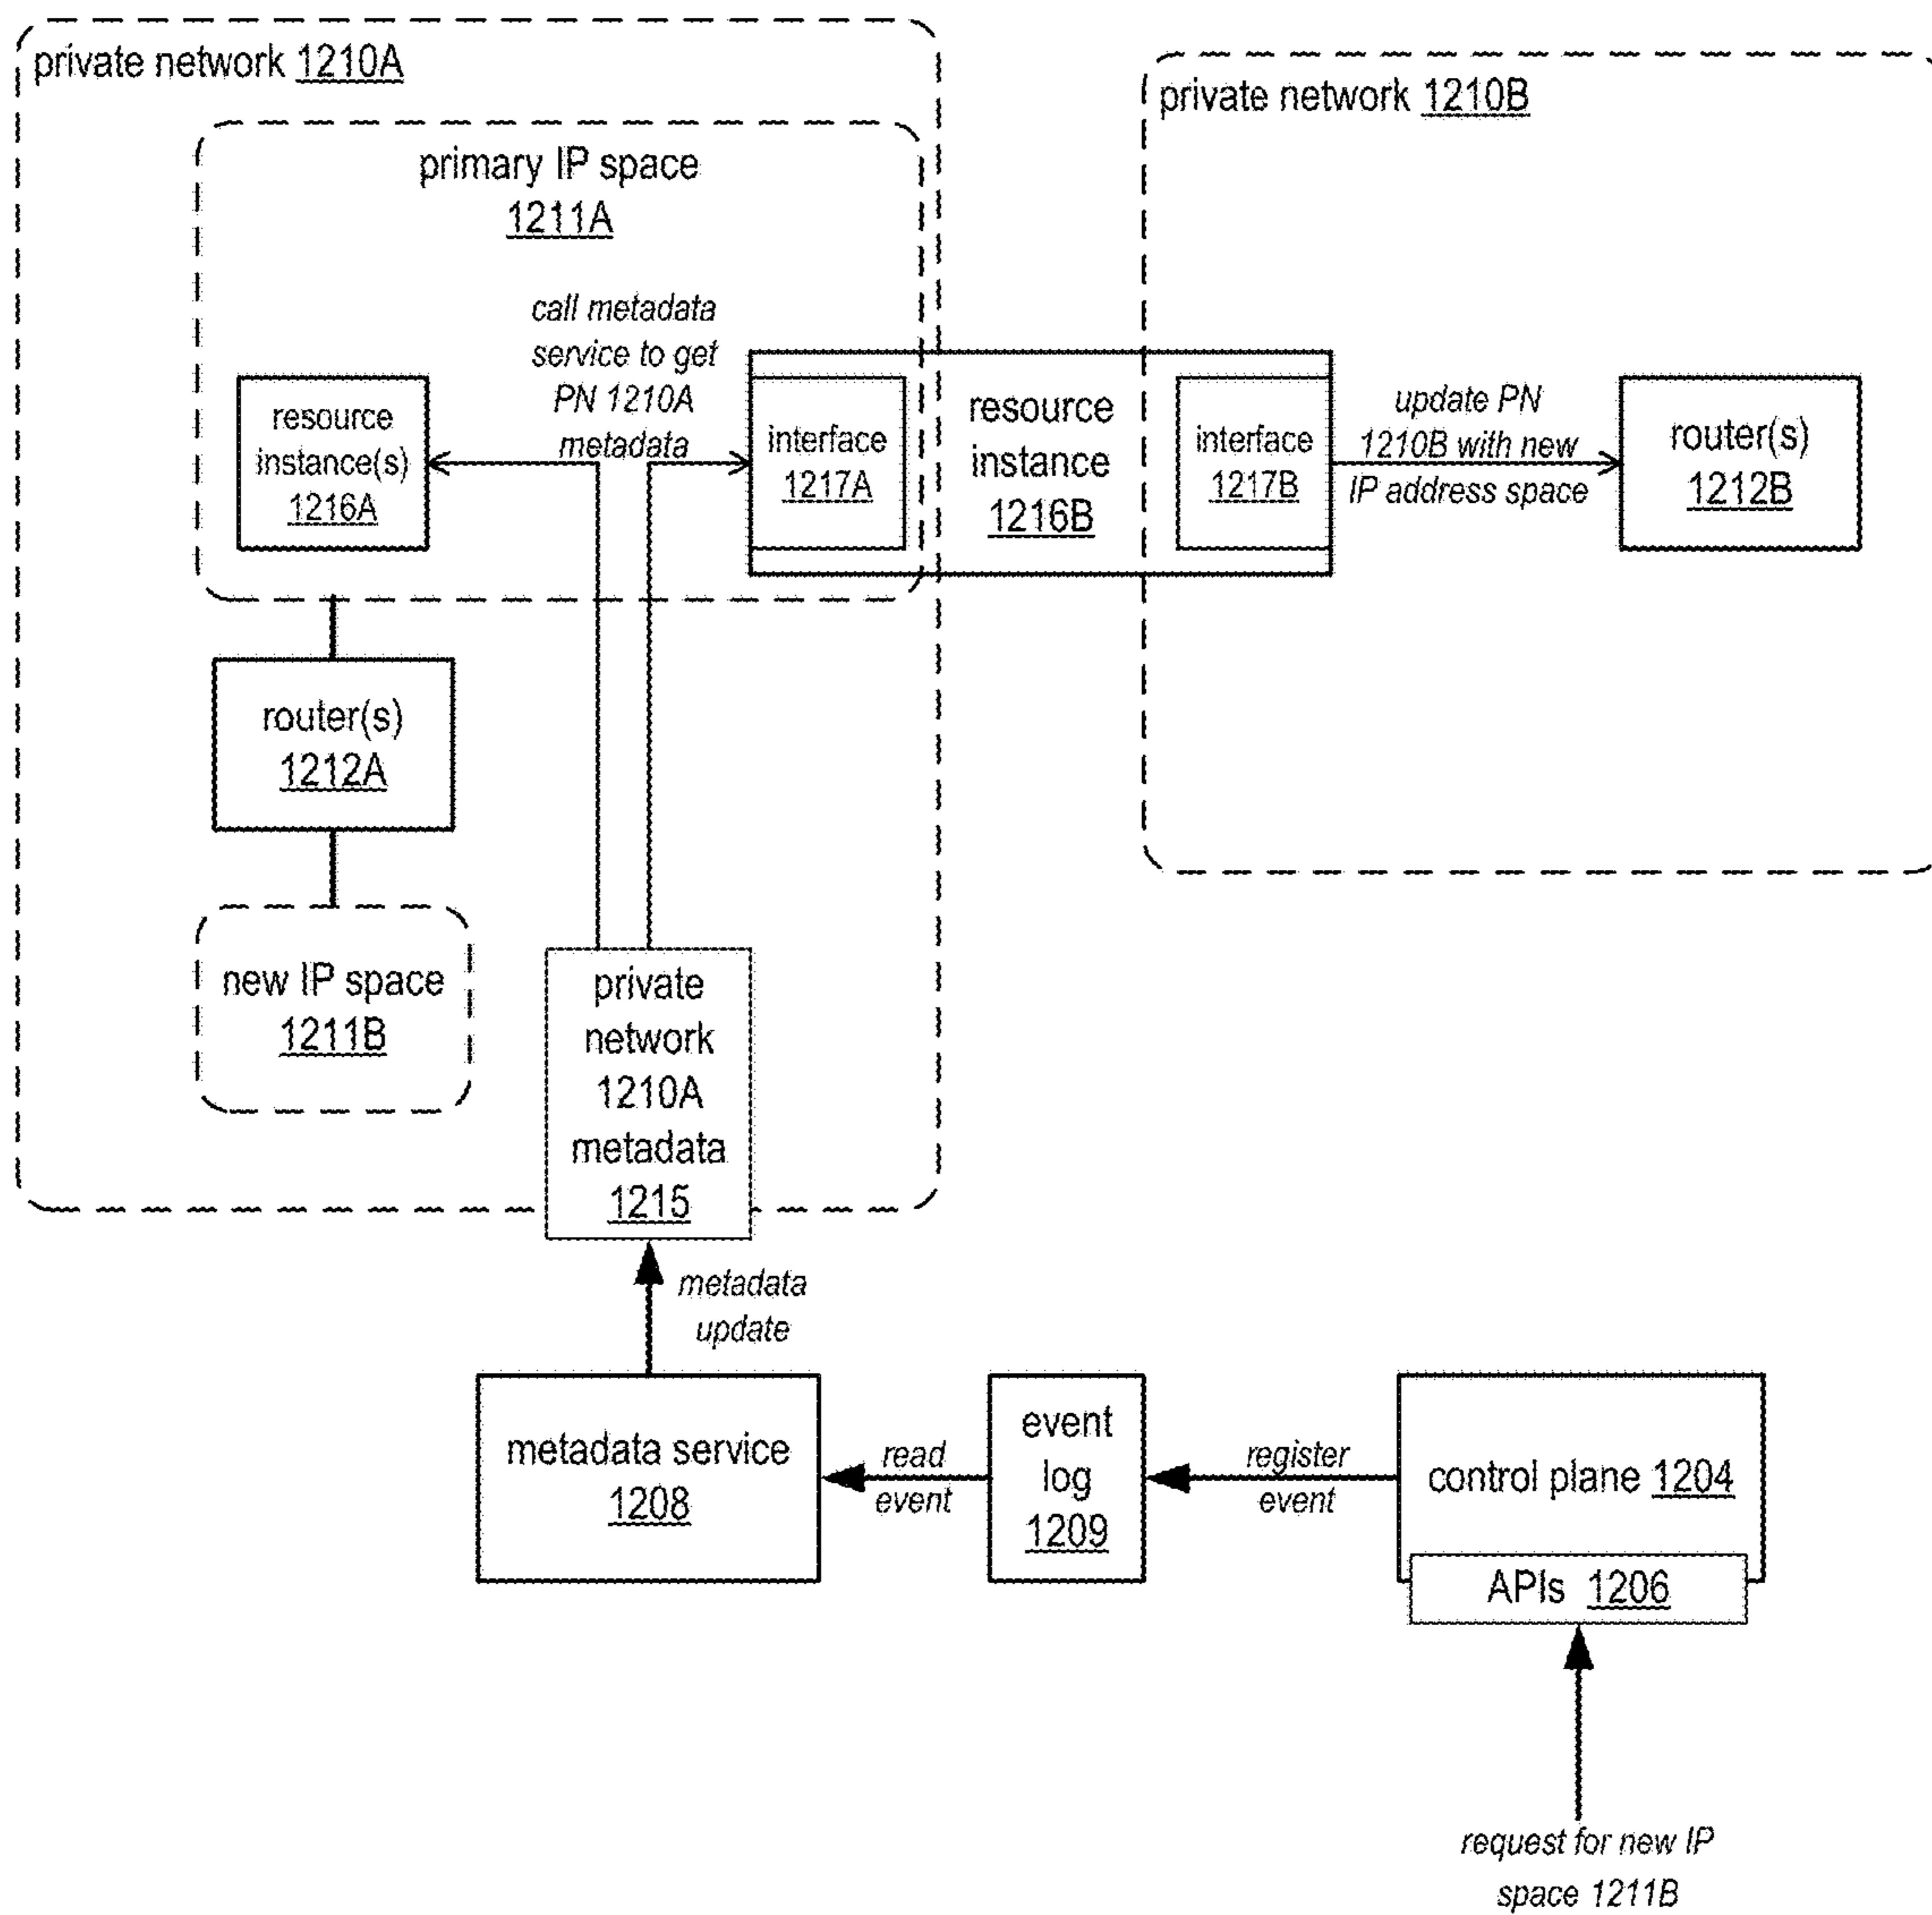 private network 1210A
private network 1210B
primary IP space
1211A
call metadata
service to get
PN 1210A
metadata
resource
instance(s)
1216A
interface
1217A
resource
instance
1216B
interface
1217B
update PN
1210B with new
IP address space
router(s)
1212B
router(s)
1212A
new IP space
1211B
private
network
1210A
metadata
1215
metadata
update
metadata service
1208
read
event
event
log
1209
register
event
control plane 1204
APIs 1206
request for new IP
space 1211B